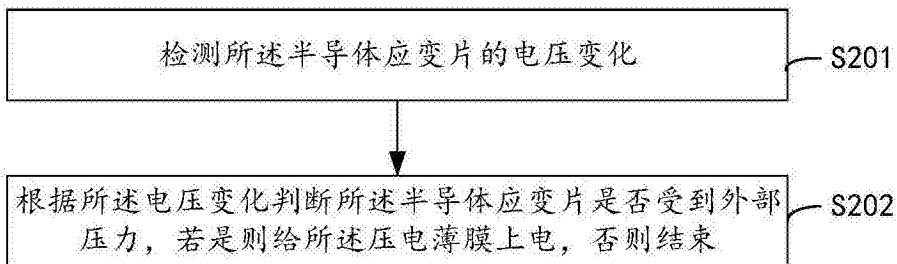 检测所述半导体应变片的电压变化
S201
根据所述电压变化判断所述半导体应变片是否受到外部
压力，若是则给所述压电薄膜上电，否则结束
S202